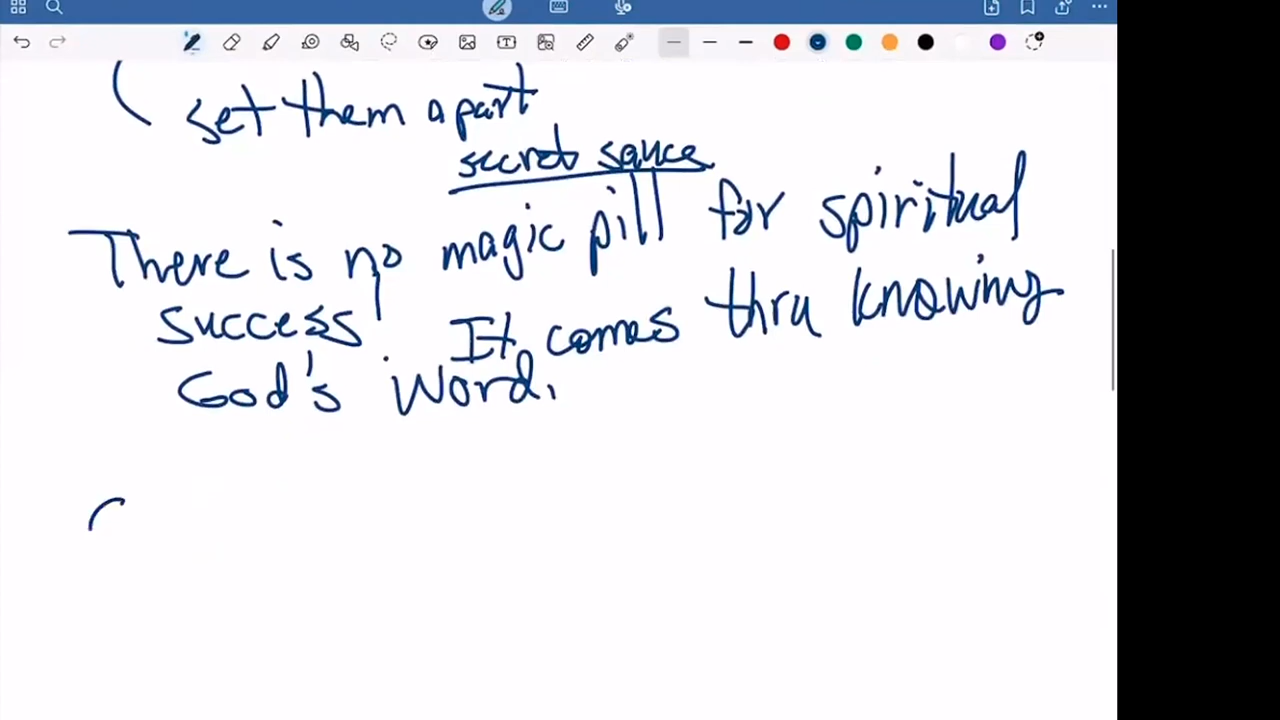 set them apart
secret sauce
There is no magic pill for spiritual
success! It comes thru knowing
God's Word.